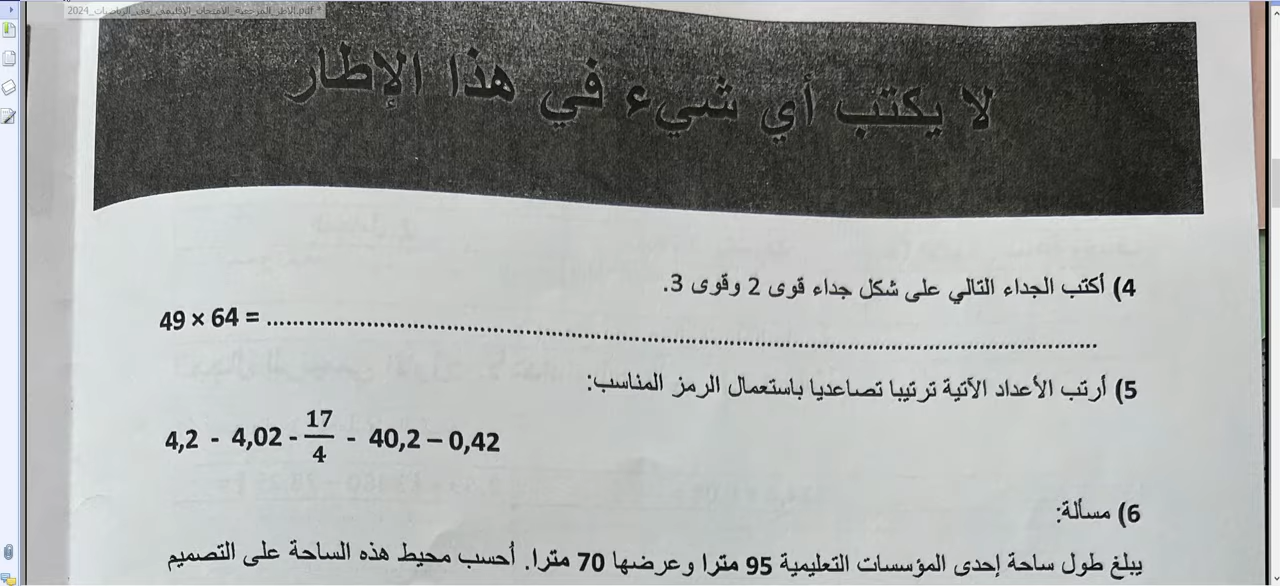 الأطر_المرجعية_الامتحان_الإقليمي_في_الرياضيات_2024.pdf *
لا يكتب أي شيء في هذا الإطار
4) أكتب الجداء التالي على شكل جداء قوى 2 وقوى 3.
49 × 64 = ................................................................
5) أرتب الأعداد الآتية ترتيبا تصاعديا باستعمال الرمز المناسب:
4,2 - 4,02 - 17/4 - 40,2 – 0,42
6) مسألة:
يبلغ طول ساحة إحدى المؤسسات التعليمية 95 مترا وعرضها 70 مترا. أحسب محيط هذه الساحة على التصميم